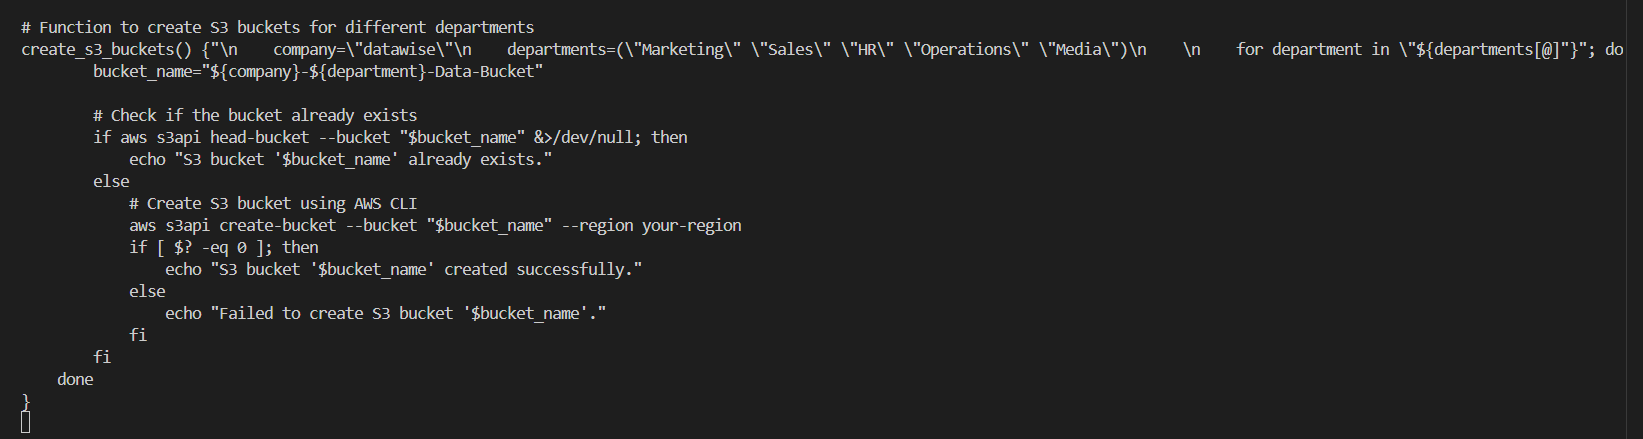 # Function to create S3 buckets for different departments
create_s3_buckets() {"\n    company=\"datawise\"\n    departments=(\"Marketing\" \"Sales\" \"HR\" \"Operations\" \"Media\")\n    \n    for department in \"${departments[@]"}"; do
        bucket_name="${company}-${department}-Data-Bucket"

        # Check if the bucket already exists
        if aws s3api head-bucket --bucket "$bucket_name" &>/dev/null; then
            echo "S3 bucket '$bucket_name' already exists."
        else
            # Create S3 bucket using AWS CLI
            aws s3api create-bucket --bucket "$bucket_name" --region your-region
            if [ $? -eq 0 ]; then
                echo "S3 bucket '$bucket_name' created successfully."
            else
                echo "Failed to create S3 bucket '$bucket_name'."
            fi
        fi
    done
}